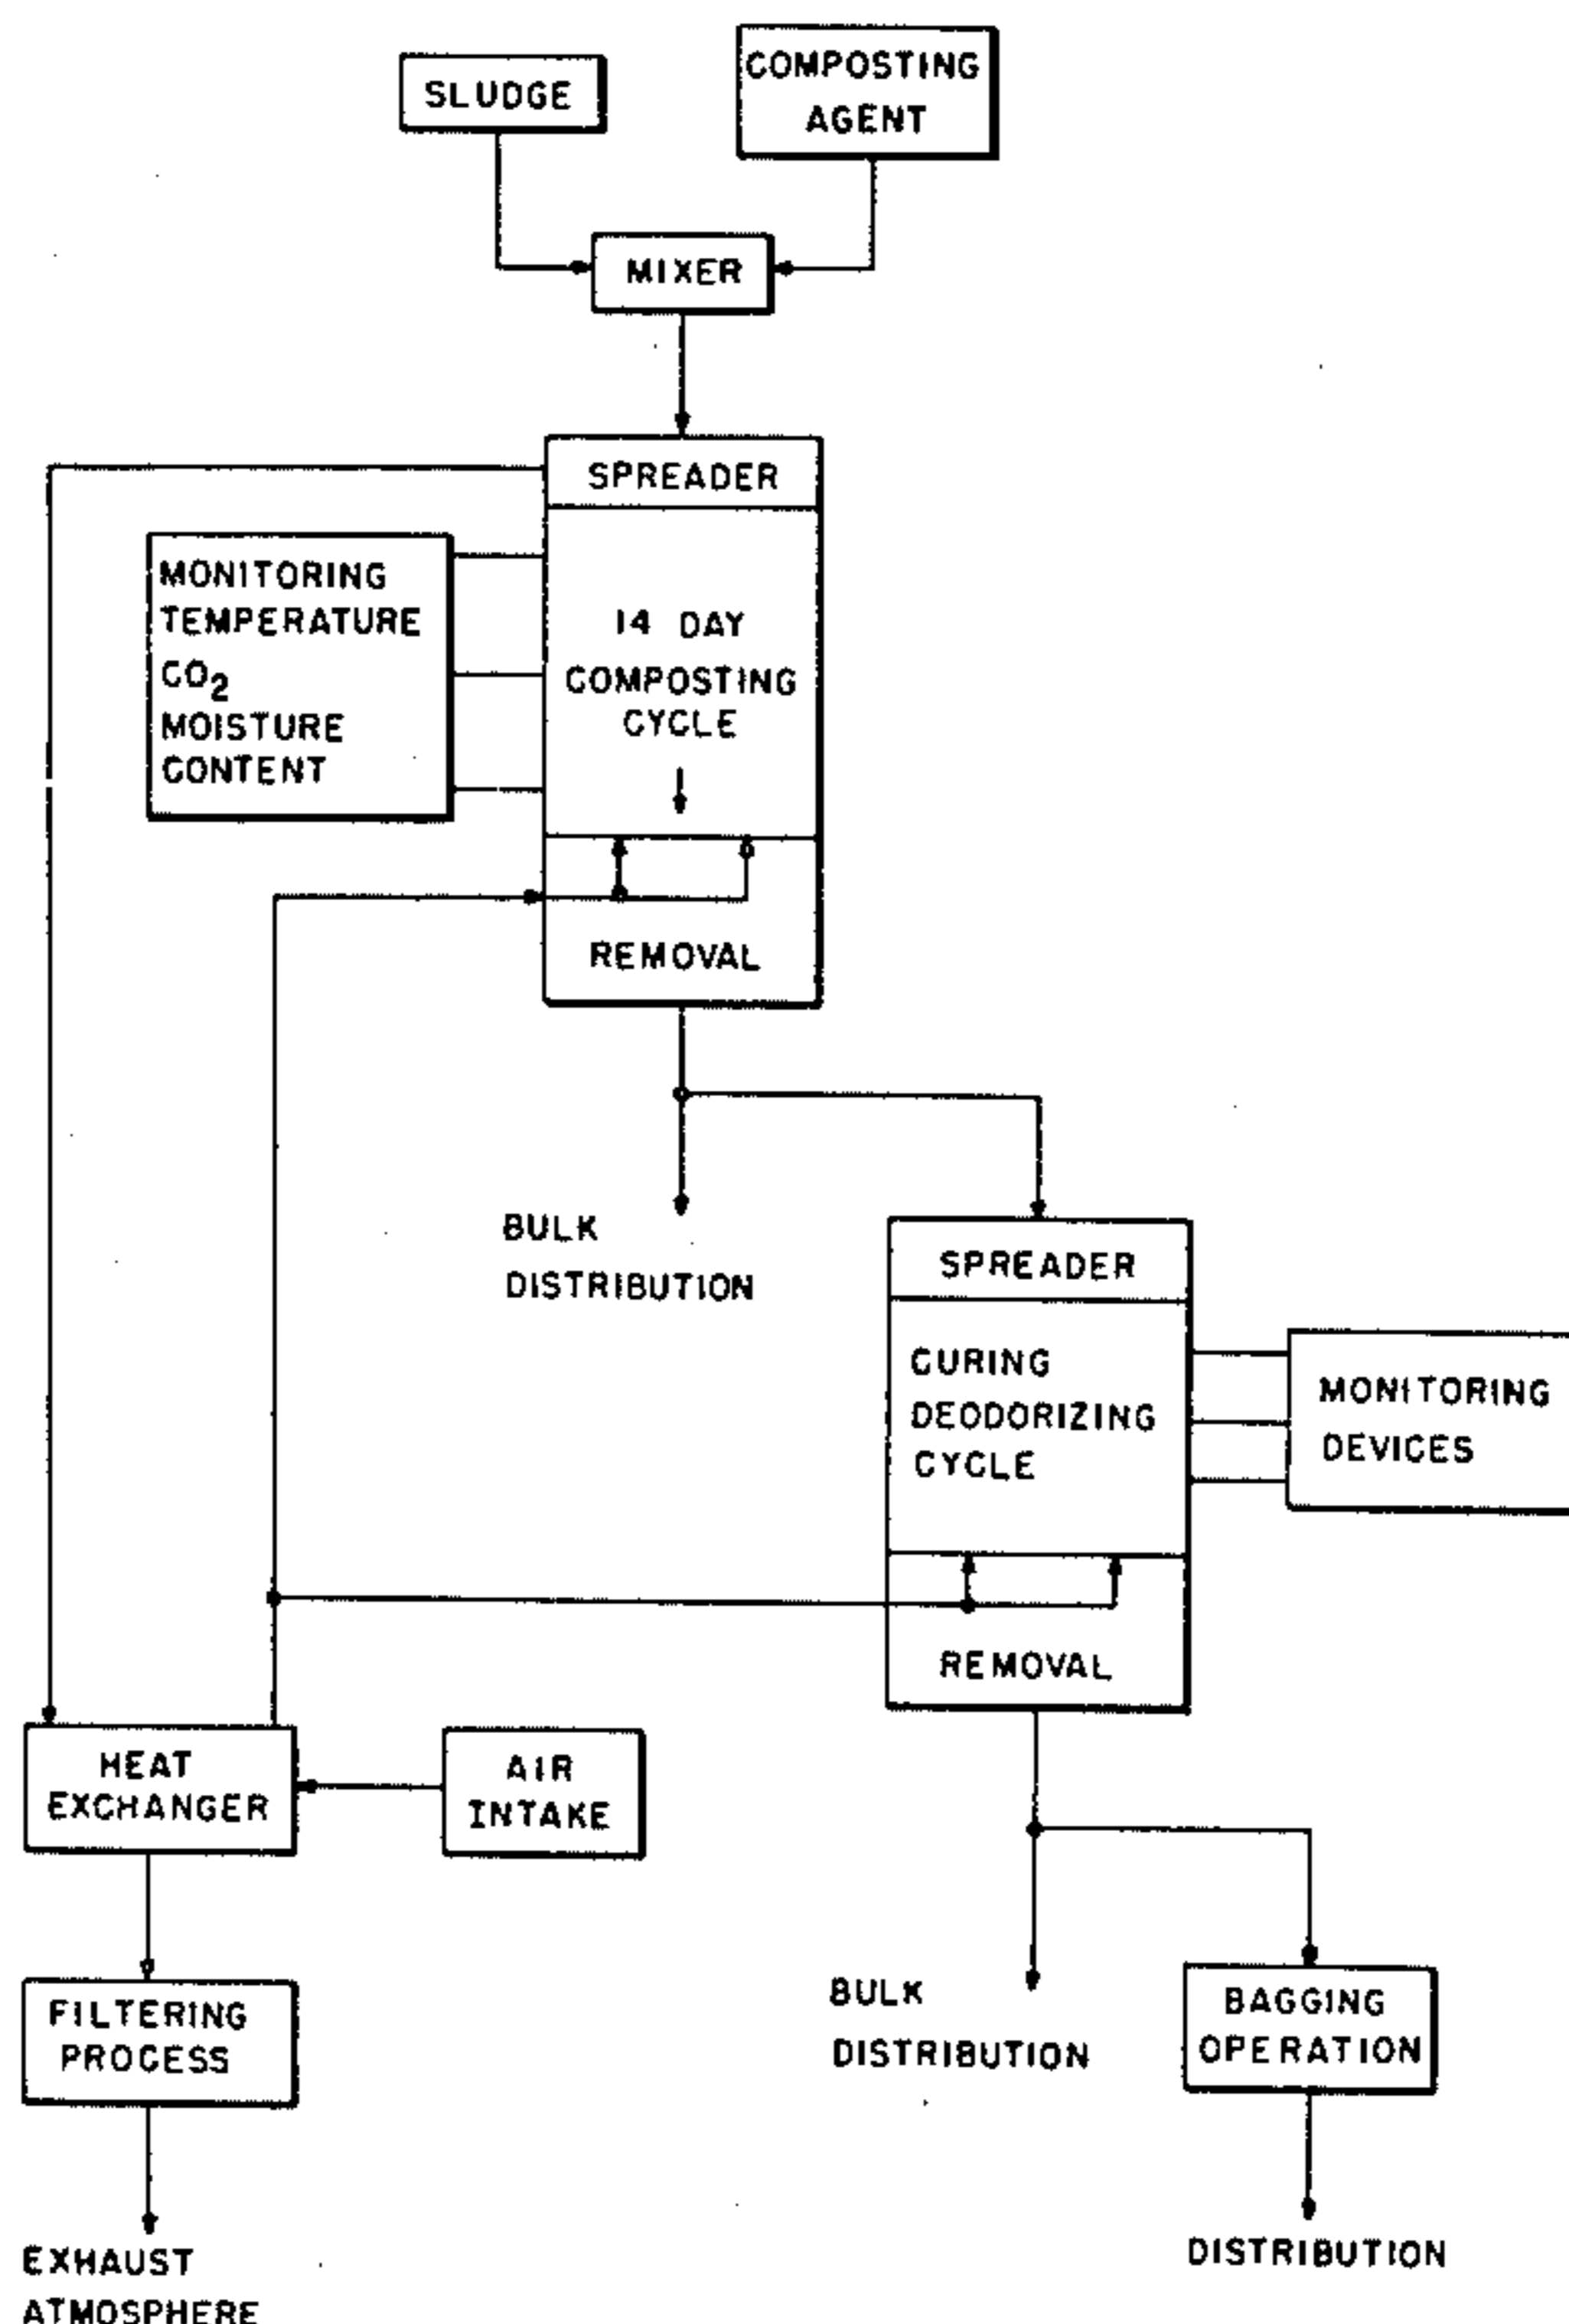 SLUDGE
COMPOSTING
AGENT
MIXER
SPREADER
MONITORING
TEMPERATURE
CO₂
MOISTURE
CONTENT
14 DAY
COMPOSTING
CYCLE
REMOVAL
BULK
DISTRIBUTION
SPREADER
CURING
DEODORIZING
CYCLE
MONITORING
DEVICES
REMOVAL
HEAT
EXCHANGER
AIR
INTAKE
FILTERING
PROCESS
BULK
DISTRIBUTION
BAGGING
OPERATION
EXHAUST
ATMOSPHERE
DISTRIBUTION